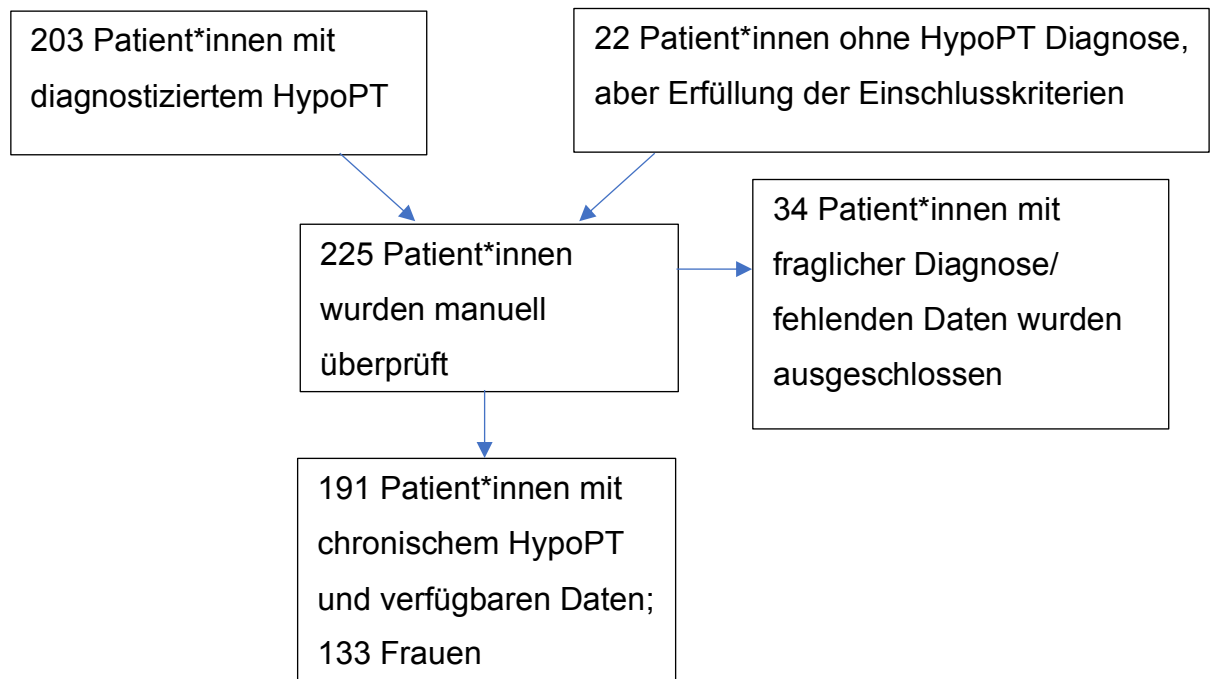 203 Patient*innen mit
diagnostiziertem HypoPT
22 Patient*innen ohne HypoPT Diagnose,
aber Erfüllung der Einschlusskriterien
225 Patient*innen
wurden manuell
überprüft
34 Patient*innen mit
fraglicher Diagnose/
fehlenden Daten wurden
ausgeschlossen
191 Patient*innen mit
chronischem HypoPT
und verfügbaren Daten;
133 Frauen